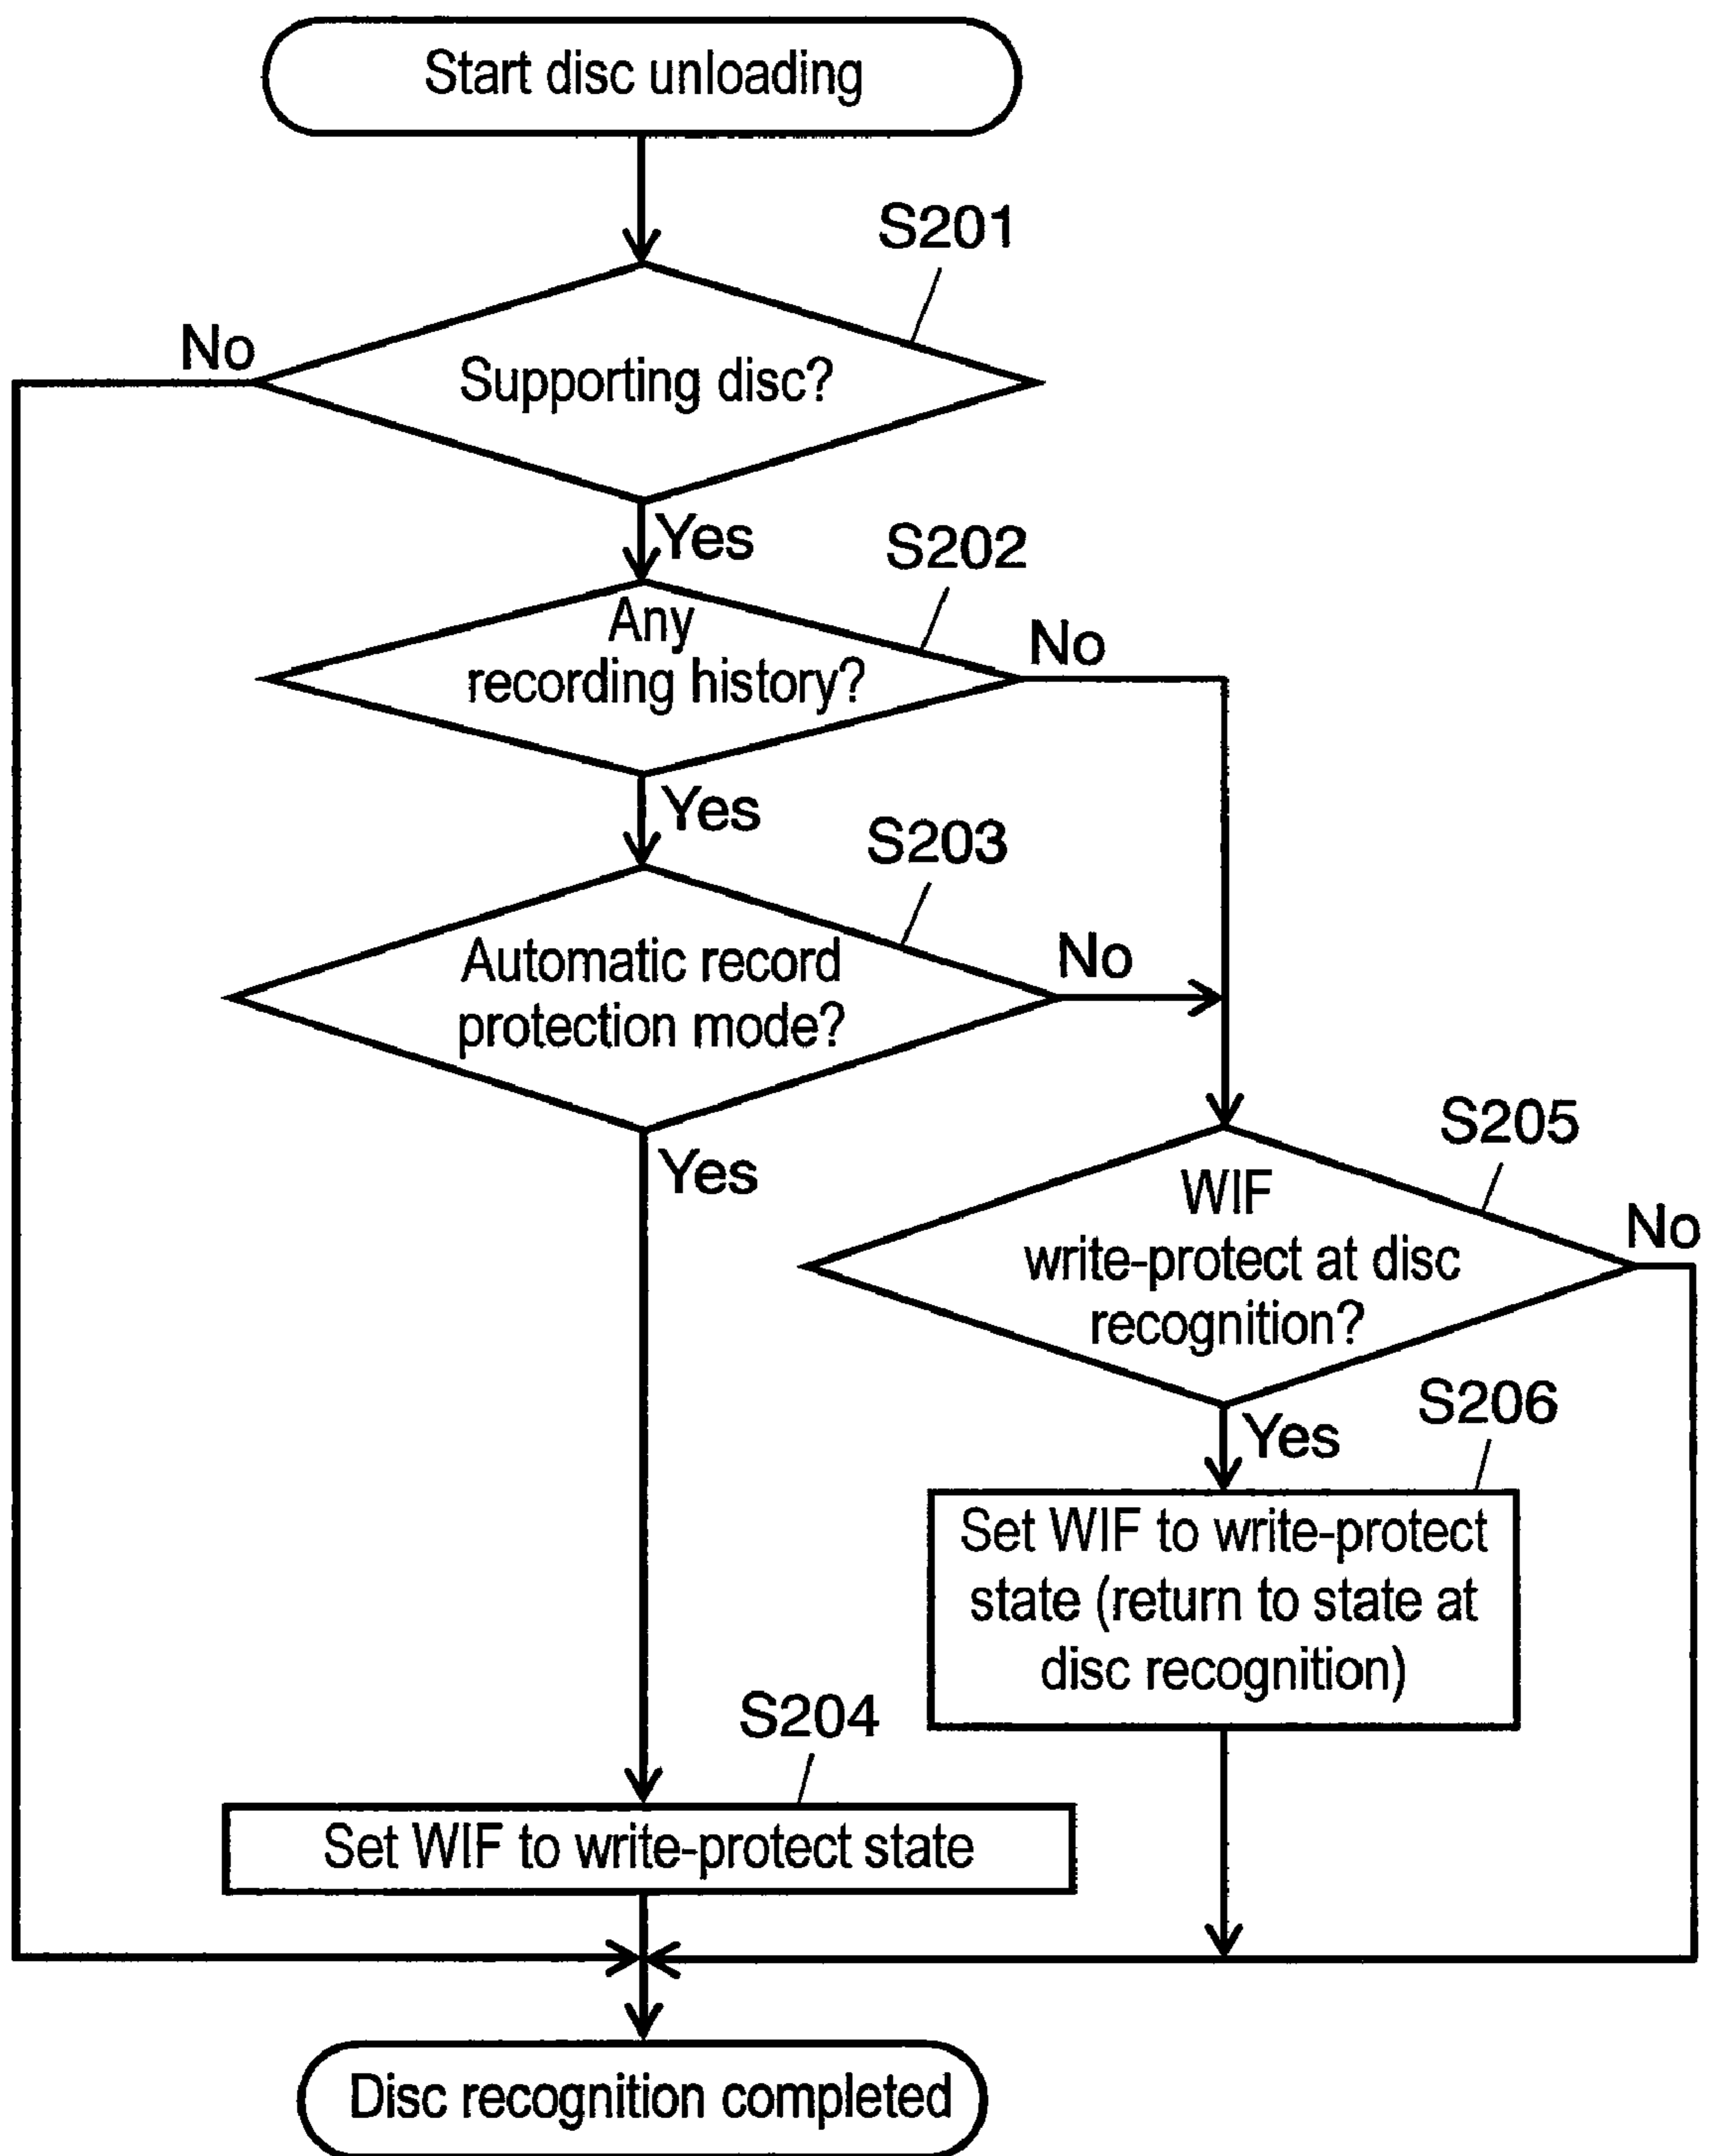 Start disc unloading
S201
No
Supporting disc?
Yes
S202
Any
recording history?
No
Yes
S203
Automatic record
protection mode?
No
Yes
S205
WIF
write-protect at disc
recognition?
No
Yes
S206
Set WIF to write-protect
state (return to state at
disc recognition)
S204
Set WIF to write-protect state
Disc recognition completed